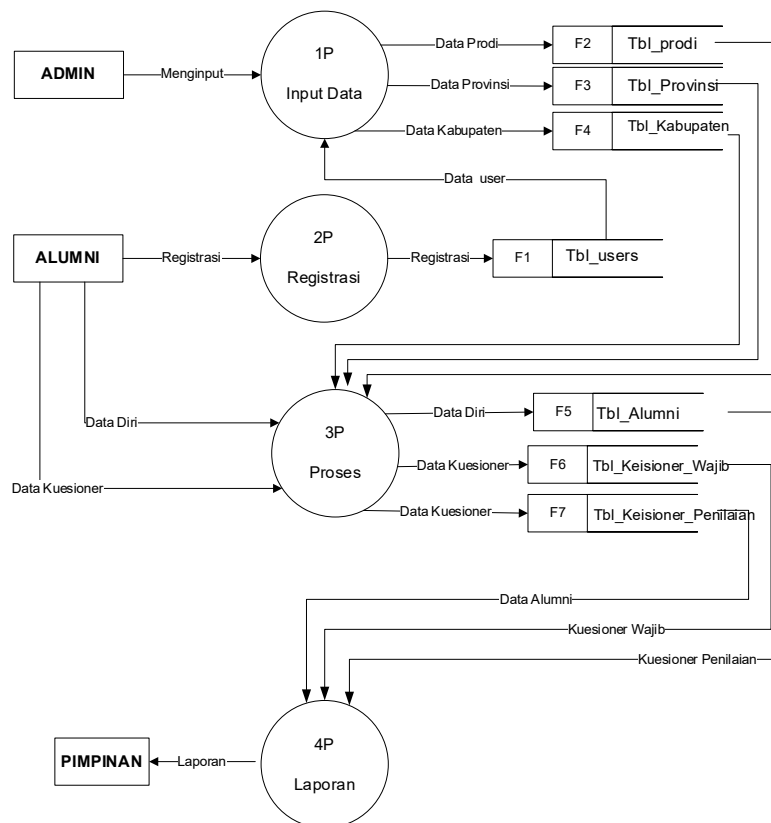 1P
Input Data
ADMIN
Menginput
Data Prodi
F2
Tbl_prodi
Data Provinsi
F3
Tbl_Provinsi
Data Kabupaten
F4
Tbl_Kabupaten
Data user
2P
Registrasi
ALUMNI
Registrasi
Registrasi
F1
Tbl_users
Data Diri
Data Kuesioner
3P
Proses
Data Diri
F5
Tbl_Alumni
Data Kuesioner
F6
Tbl_Keisioner_Wajib
Data Kuesioner
F7
Tbl_Keisioner_Penilaian
Data Alumni
Kuesioner Wajib
Kuesioner Penilaian
4P
Laporan
PIMPINAN
Laporan